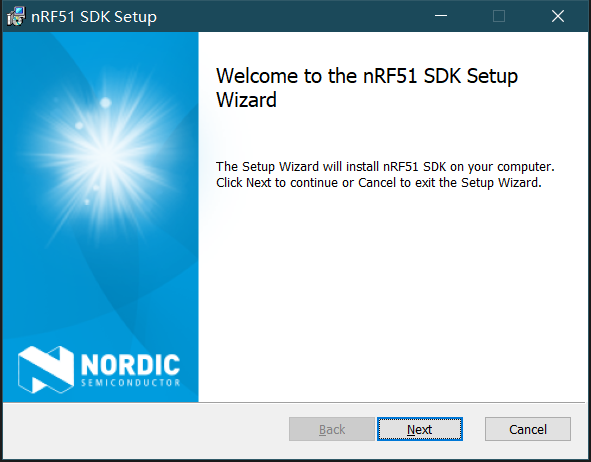 nRF51 SDK Setup
Welcome to the nRF51 SDK Setup
Wizard
The Setup Wizard will install nRF51 SDK on your computer.
Click Next to continue or Cancel to exit the Setup Wizard.
NORDIC
SEMICONDUCTOR
Back
Next
Cancel